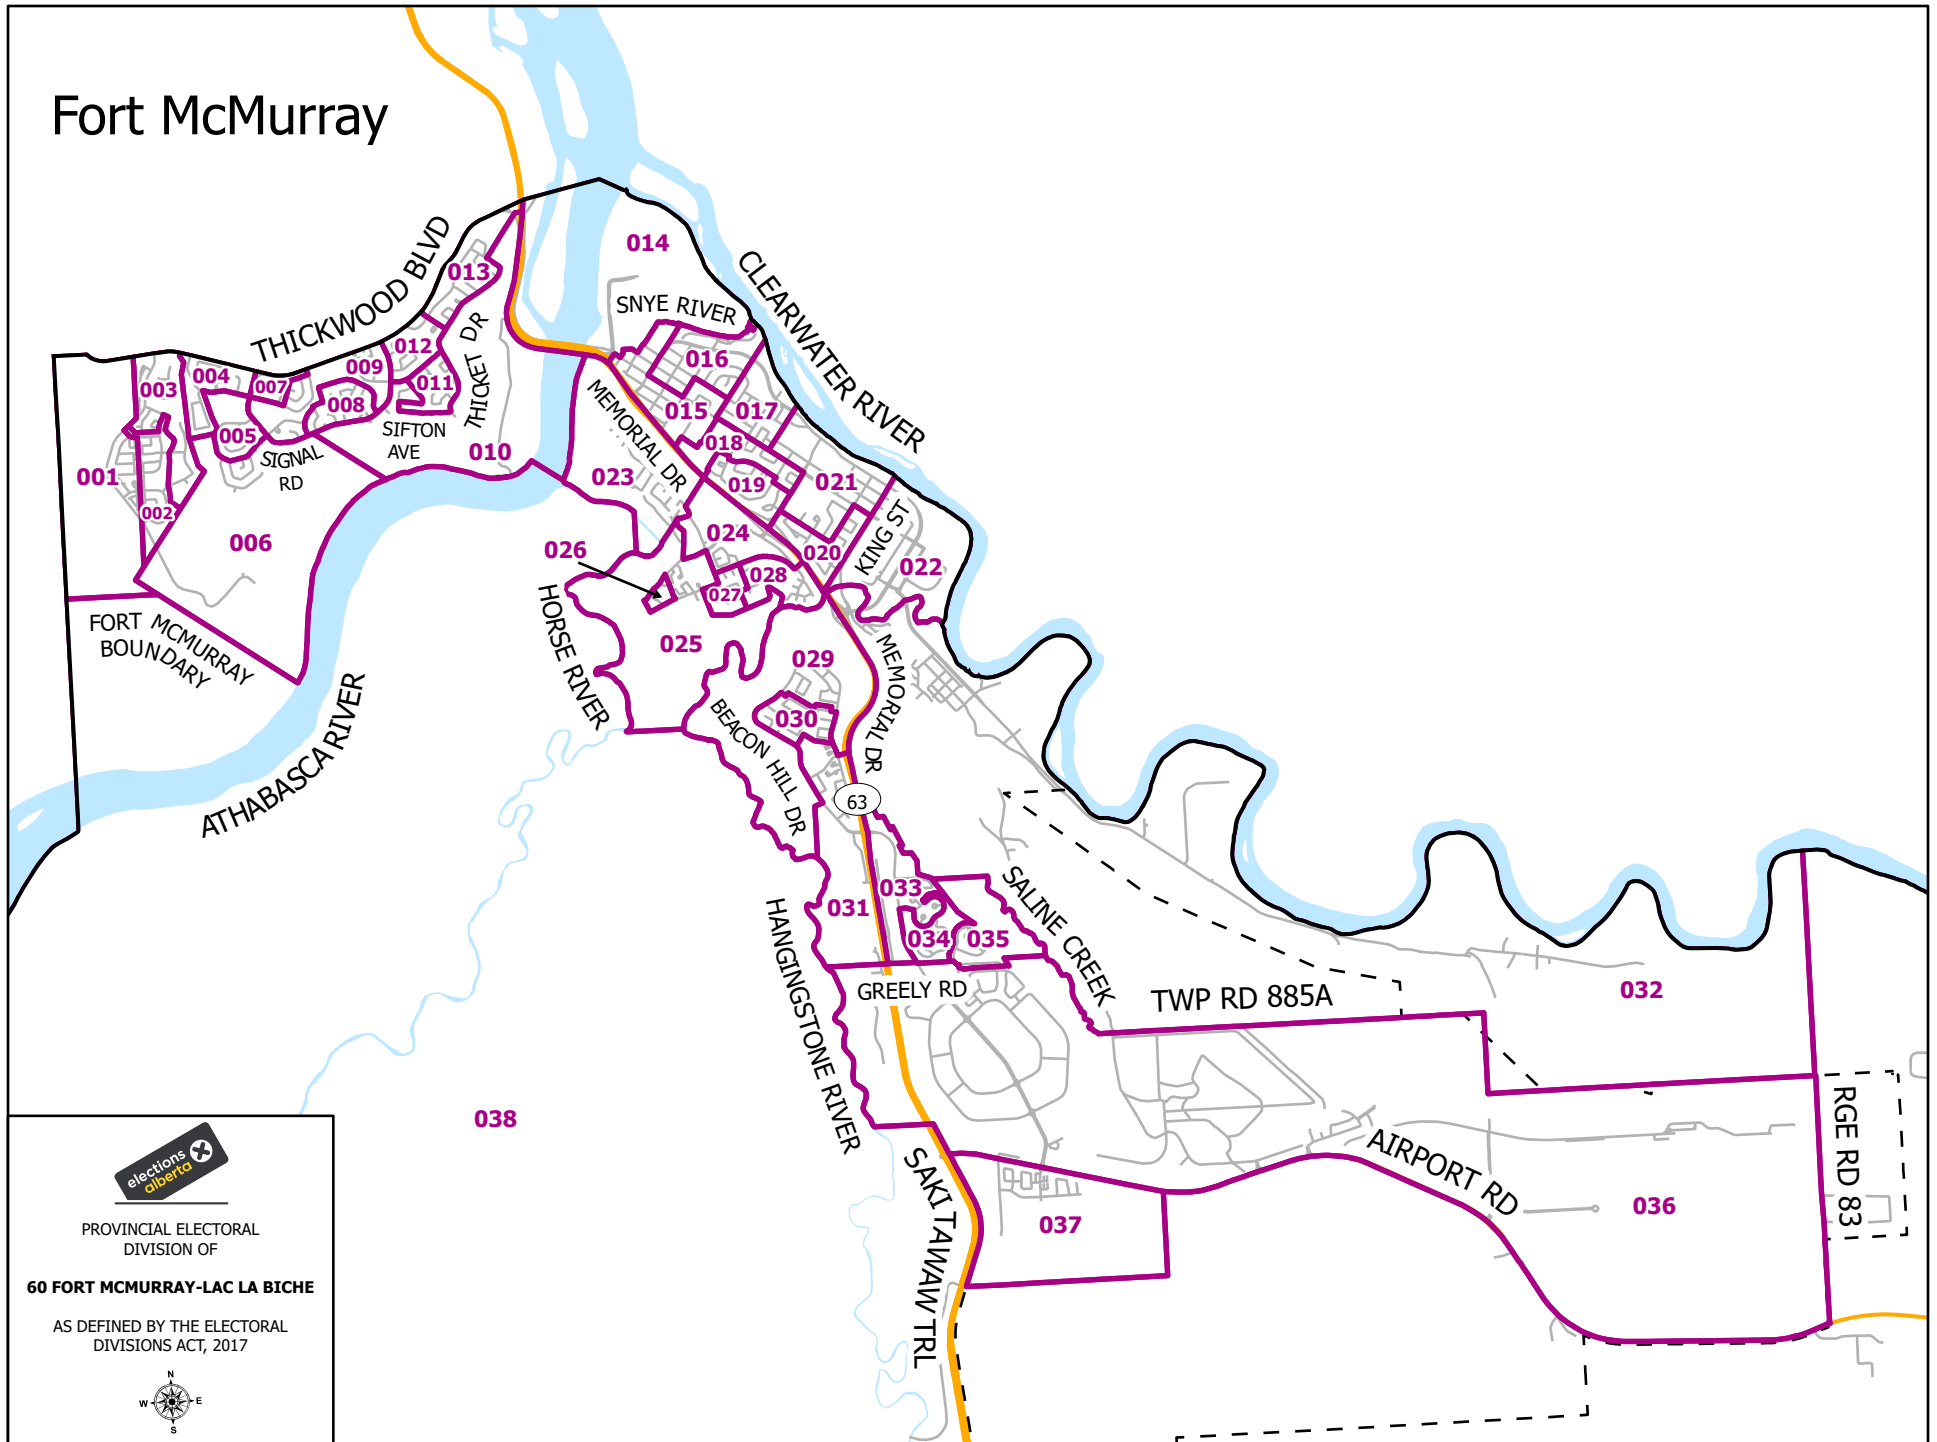 Fort McMurray
THICKWOOD BLVD
014
013
SNYE RIVER
CLEARWATER RIVER
THICKET DR
012
016
009
004
007
003
011
008
MEMORIAL DR
015
017
SIFTON
AVE
005
018
SIGNAL
RD
010
001
023
019
021
002
KING ST
006
024
026
020
022
028
027
HORSE RIVER
FORT MCMURRAY
BOUNDARY
025
029
MEMORIAL DR
ATHABASCA RIVER
BEACON HILL DR
030
63
033
031
SALINE CREEK
034
035
HANGINGSTONE RIVER
GREELY RD
TWP RD 885A
032
038
RGE RD 83
AIRPORT RD
036
SAKI TAWAW TRL
037
elections
alberta
PROVINCIAL ELECTORAL
DIVISION OF
60 FORT MCMURRAY-LAC LA BICHE
AS DEFINED BY THE ELECTORAL
DIVISIONS ACT, 2017
N
W E
S